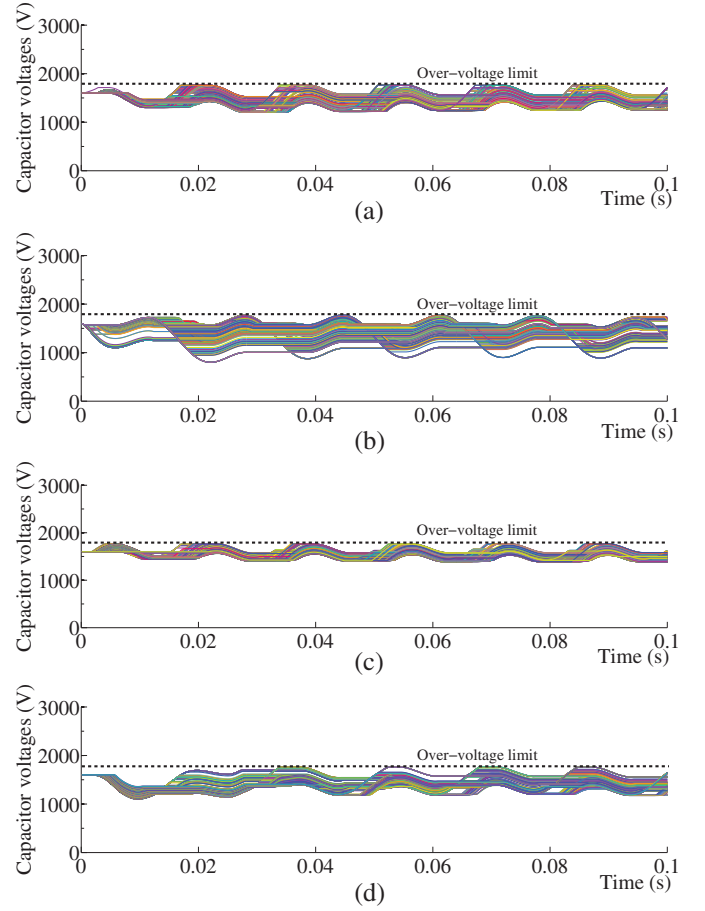 Capacitor voltages (V)
3000
2000
1000
0
Over−voltage limit
0 0.02 0.04 0.06 0.08 0.1
Time (s)
(a)
Capacitor voltages (V)
3000
2000
1000
0
Over−voltage limit
0 0.02 0.04 0.06 0.08 0.1
Time (s)
(b)
Capacitor voltages (V)
3000
2000
1000
0
Over−voltage limit
0 0.02 0.04 0.06 0.08 0.1
Time (s)
(c)
Capacitor voltages (V)
3000
2000
1000
0
Over−voltage limit
0 0.02 0.04 0.06 0.08 0.1
Time (s)
(d)